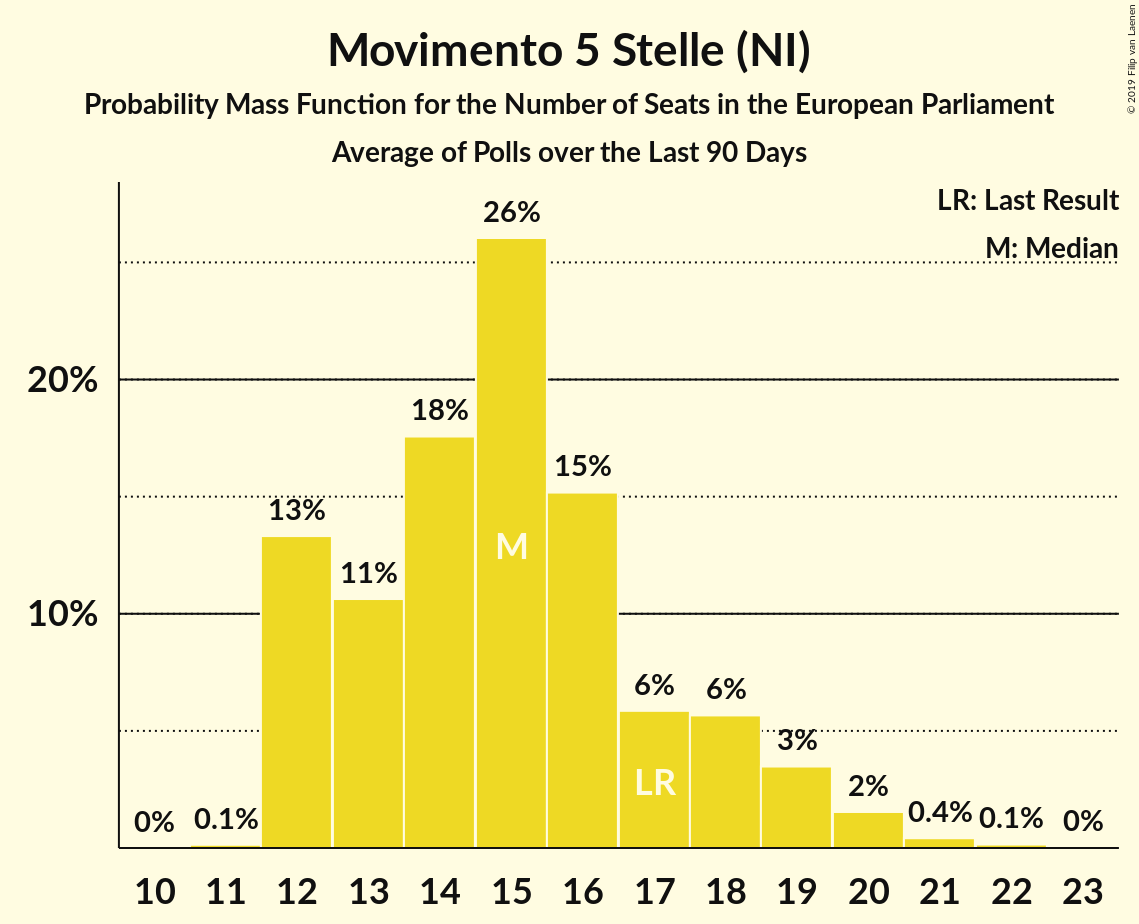 Movimento 5 Stelle (NI)
Probability Mass Function for the Number of Seats in the European Parliament
Average of Polls over the Last 90 Days
© 2019 Filip van Laenen
LR: Last Result
M: Median
26%
20%
18%
15%
13%
M
11%
10%
6%
6%
3%
LR
2%
0%
0.1%
0.4%
0.1%
0%
10 11 12 13 14 15 16 17 18 19 20 21 22 23